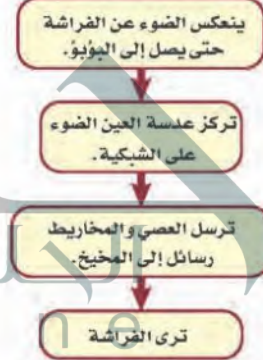 ينعكس الضوء عن الفراشة
حتى يصل إلى البؤبؤ.
تركز عدسة العين الضوء
على الشبكية.
ترسل العصي والمخاريط
رسائل إلى المخيخ.
ترى الفراشة